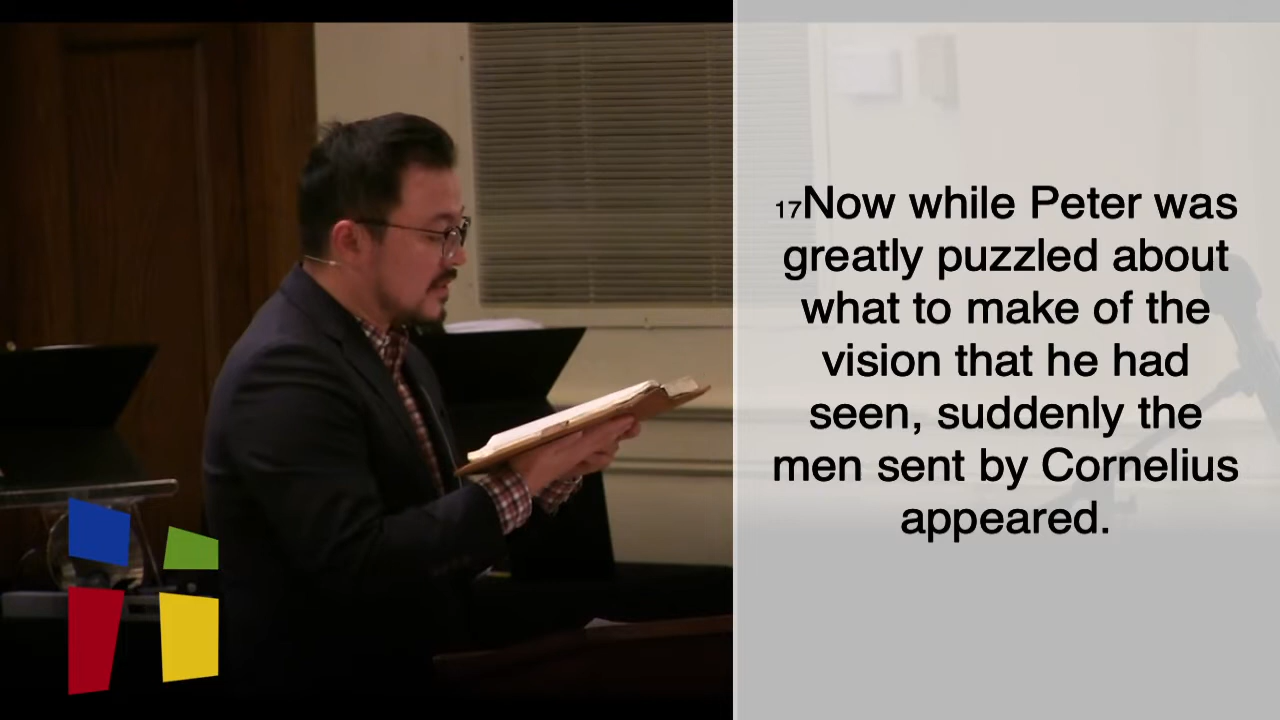 17Now while Peter was
greatly puzzled about
what to make of the
vision that he had
seen, suddenly the
men sent by Cornelius
appeared.